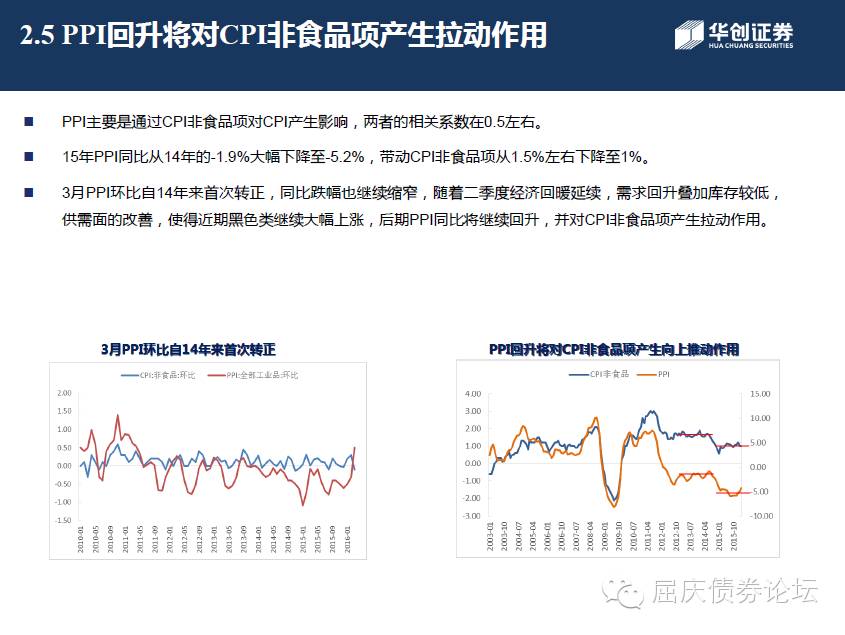 2.5 PPI回升将对CPI非食品项产生拉动作用
华创证券
HUA CHUANG SECURITIES
PPI主要是通过CPI非食品项对CPI产生影响，两者的相关系数在0.5左右。
15年PPI同比从14年的-1.9%大幅下降至-5.2%，带动CPI非食品项从1.5%左右下降至1%。
3月PPI环比自14年来首次转正，同比跌幅也继续缩窄，随着二季度经济回暖延续，需求回升叠加库存较低，
供需面的改善，使得近期黑色类继续大幅上涨，后期PPI同比将继续回升，并对CPI非食品项产生拉动作用。
3月PPI环比自14年来首次转正
CPI:非食品:环比 PPI:全部工业品:环比
2.00
1.50
1.00
0.50
0.00
-0.50
-1.00
-1.50
2010-01 2010-05 2010-09 2011-01 2011-05 2011-09 2012-01 2012-05 2012-09 2013-01 2013-05 2013-09 2014-01 2014-05 2014-09 2015-01 2015-05 2015-09 2016-01
PPI回升将对CPI非食品项产生向上推动作用
CPI非食品 PPI
4.00 15.00
3.00 10.00
2.00 5.00
1.00 0.00
0.00 -5.00
-1.00 -10.00
-2.00
-3.00
2003-01 2003-10 2004-07 2005-04 2006-01 2006-10 2007-07 2008-04 2009-01 2009-10 2010-07 2011-04 2012-01 2012-10 2013-07 2014-04 2015-01 2015-10
屈庆债券论坛